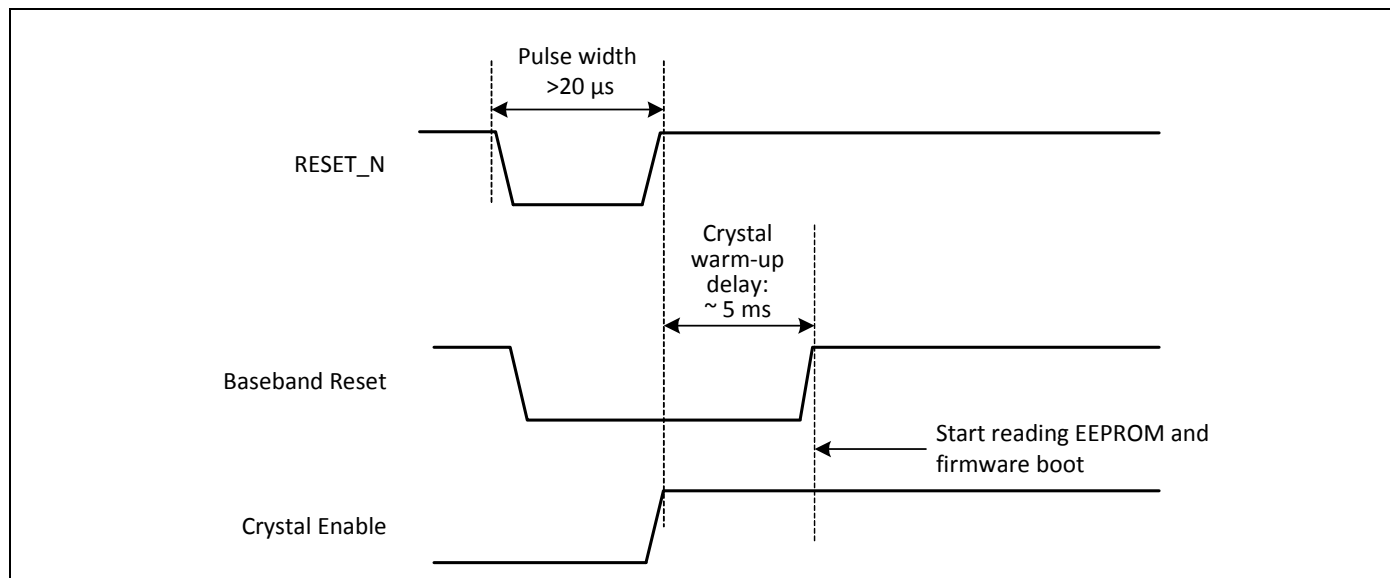 Pulse width
>20 µs
RESET_N
Crystal
warm-up
delay:
~ 5 ms
Baseband Reset
Start reading EEPROM and
firmware boot
Crystal Enable